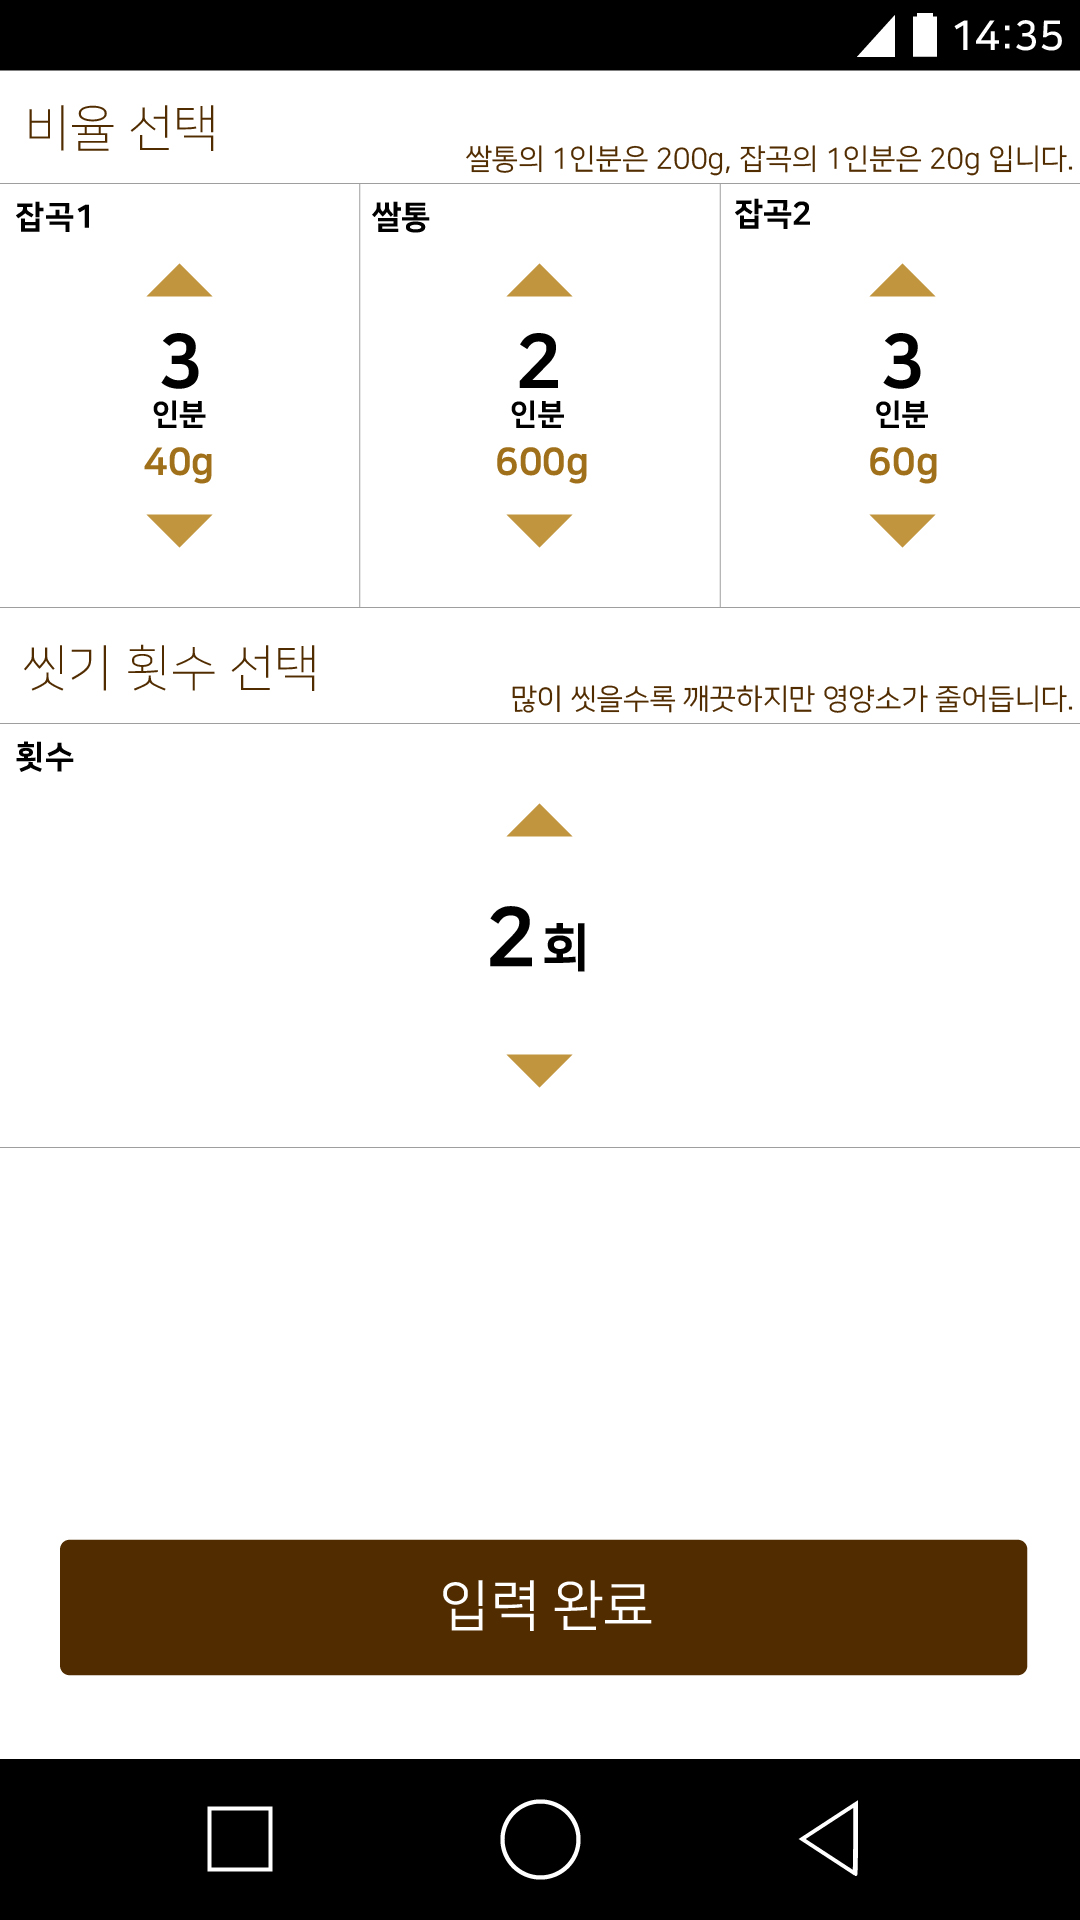 14:35
비율 선택
쌀통의 1인분은 200g, 잡곡의 1인분은 20g 입니다.
잡곡1
3
인분
40g
쌀통
2
인분
600g
잡곡2
3
인분
60g
씻기 횟수 선택
많이 씻을수록 깨끗하지만 영양소가 줄어듭니다.
횟수
2 회
입력 완료